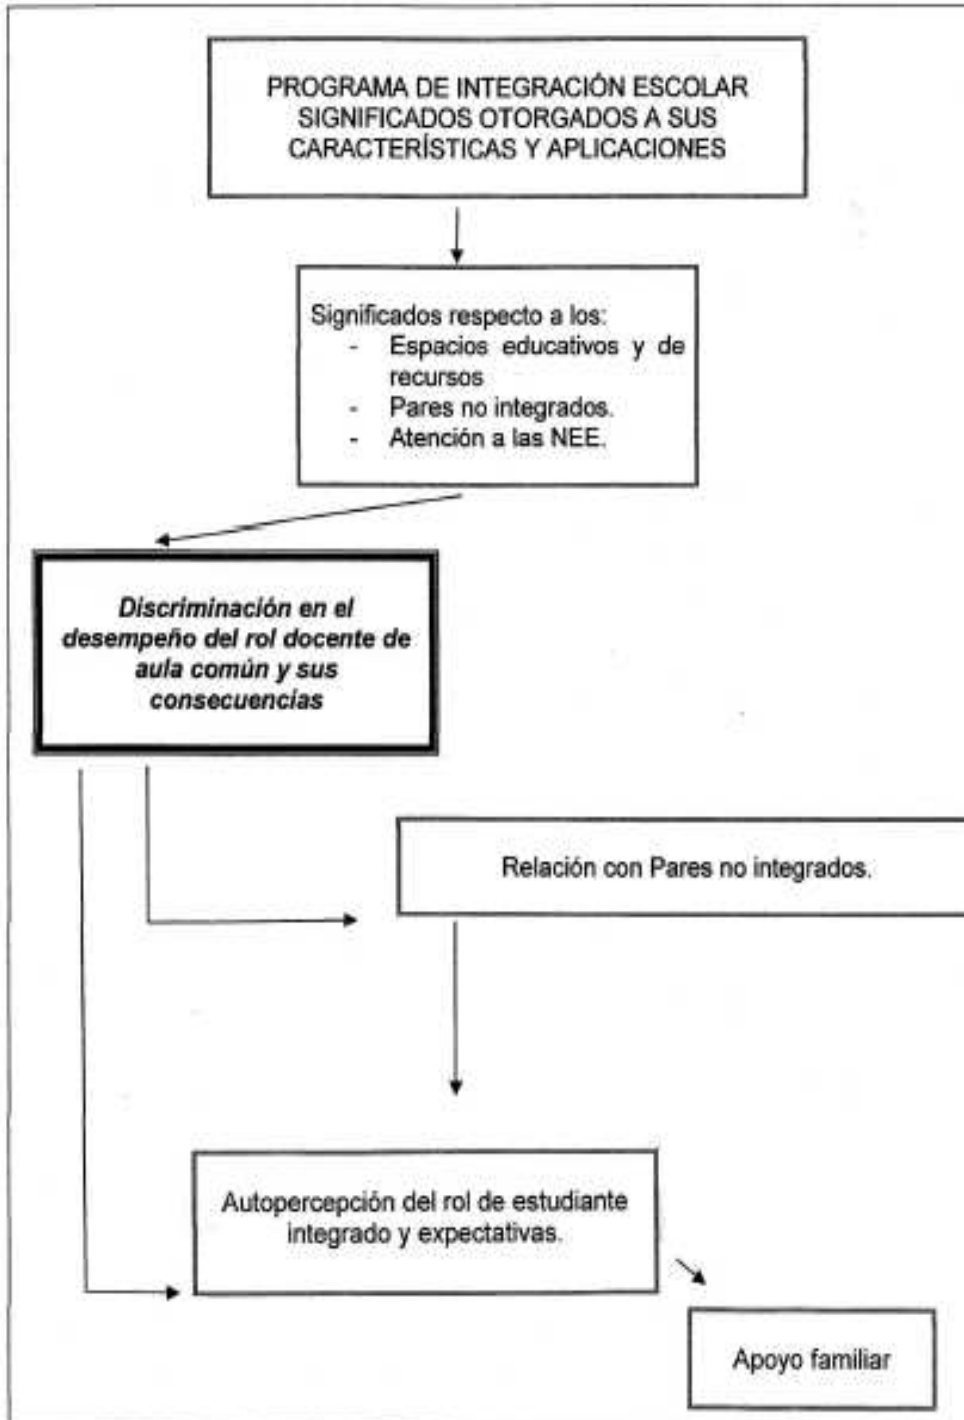 PROGRAMA DE INTEGRACIÓN ESCOLAR
SIGNIFICADOS OTORGADOS A SUS
CARACTERÍSTICAS Y APLICACIONES
Significados respecto a los:
- Espacios educativos y de
recursos
- Pares no integrados.
- Atención a las NEE.
Discriminación en el
desempeño del rol docente de
aula común y sus
consecuencias
Relación con Pares no integrados.
Autopercepción del rol de estudiante
integrado y expectativas.
Apoyo familiar